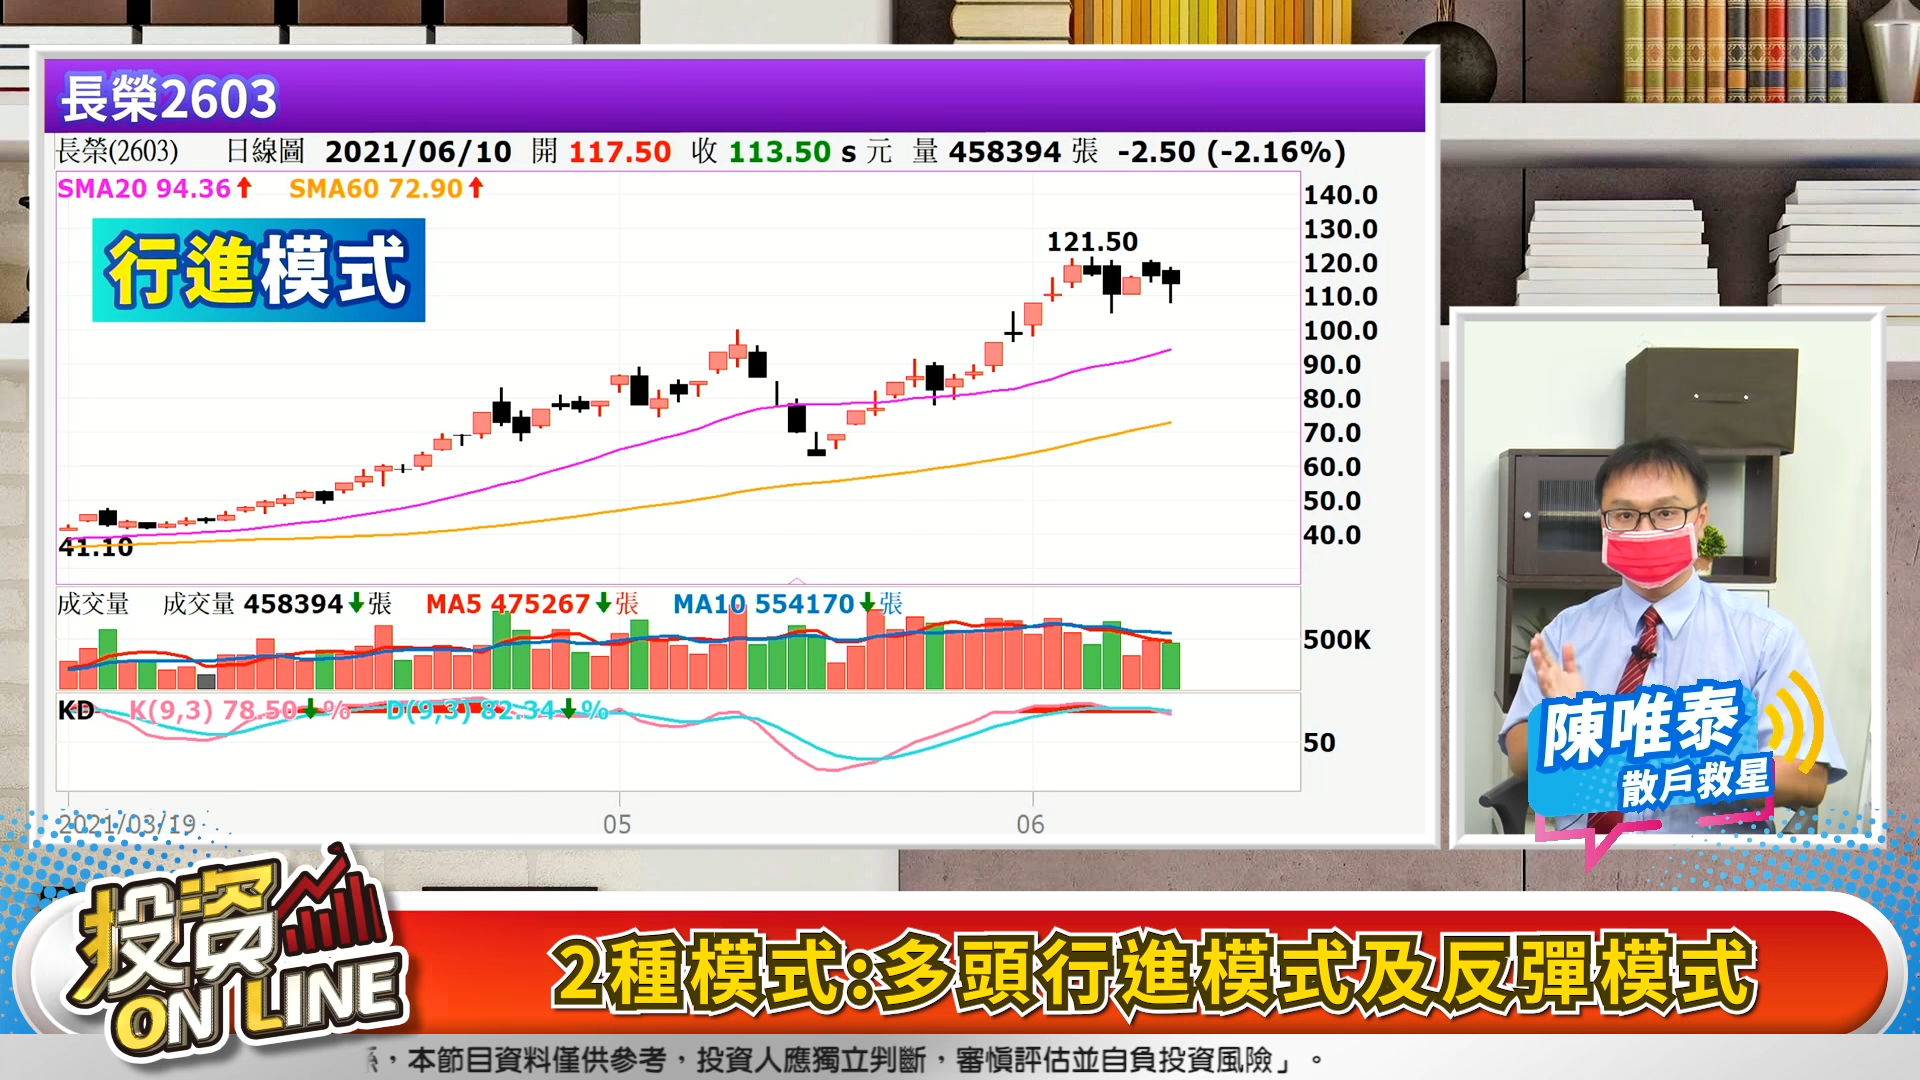 長榮2603
長榮(2603) 日線圖 2021/06/10 開 117.50 收 113.50 s 元 量 458394 張 -2.50 (-2.16%)
SMA20 94.36 SMA60 72.90
行進模式
140.0
130.0
121.50
120.0
110.0
100.0
90.0
80.0
70.0
60.0
50.0
40.0
41.10
成交量 成交量 458394 張 MA5 475267 張 MA10 554170 張
500K
KD K(9,3) 78.50 % D(9,3) 82.34 %
50
2021/03/19 05 06
陳唯泰
散戶救星
投資
ON LINE
2種模式:多頭行進模式及反彈模式
，本節目資料僅供參考，投資人應獨立判斷，審慎評估並自負投資風險」。